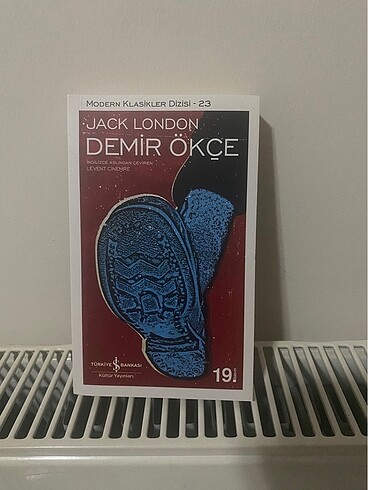 MODERN KLASİKLER DİZİSİ - 23
JACK LONDON
DEMİR ÖKÇE
İNGİLİZCE ASLINDAN ÇEVİREN:
LEVENT CİNEMRE
TÜRKİYE İŞ BANKASI
Kültür Yayınları
19